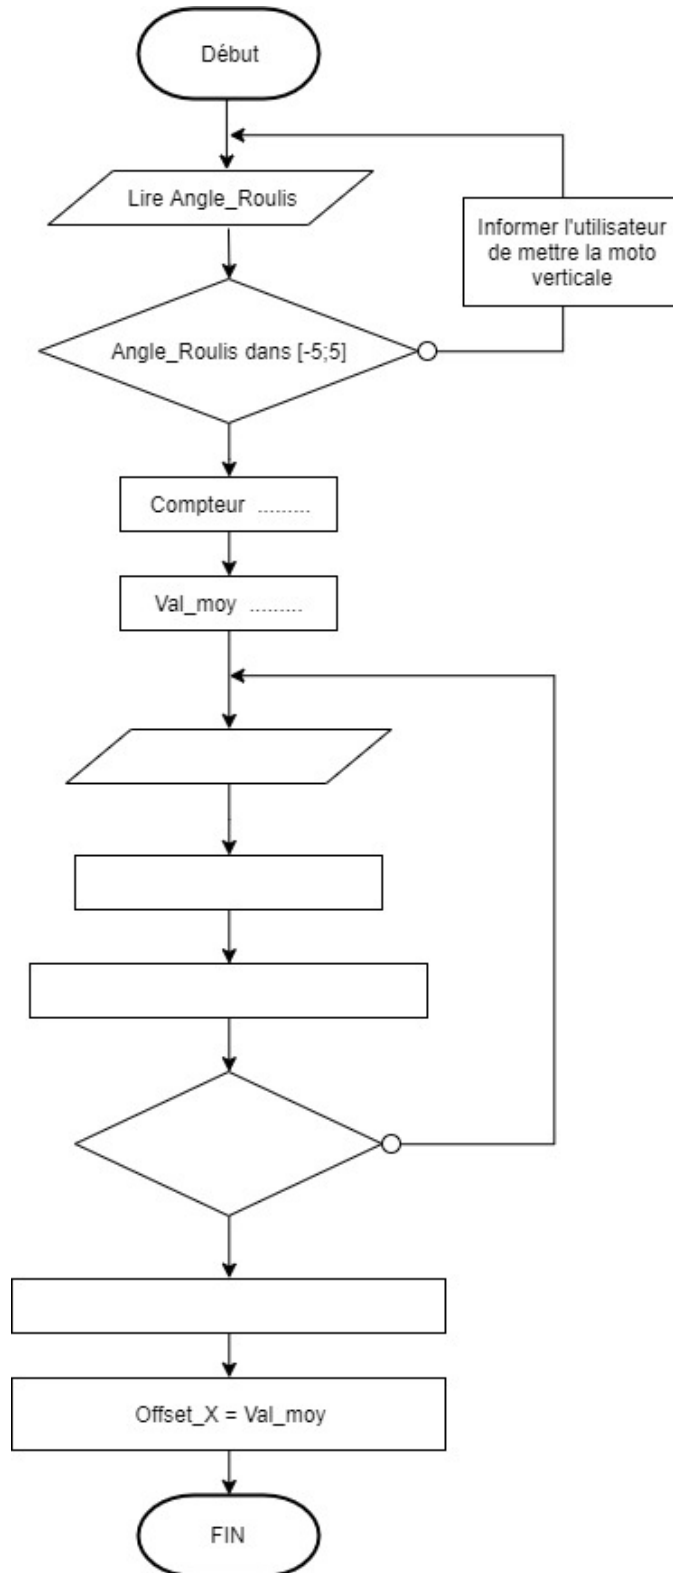 Début
Lire Angle_Roulis
Informer l'utilisateur
de mettre la moto
verticale
Angle_Roulis dans [-5;5]
Compteur .........
Val_moy .........
Offset_X = Val_moy
FIN